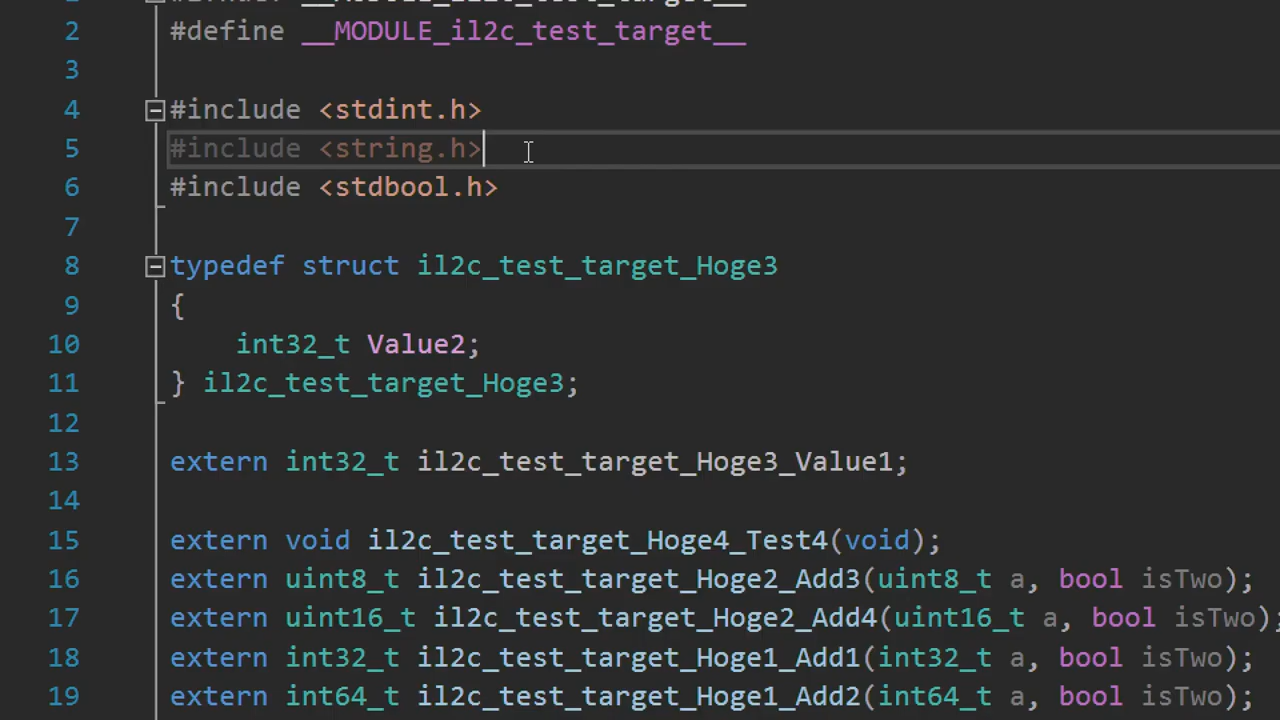 2 #define __MODULE_il2c_test_target__
3
4 #include <stdint.h>
5 #include <string.h>
6 #include <stdbool.h>
7
8 typedef struct il2c_test_target_Hoge3
9 {
10 int32_t Value2;
11 } il2c_test_target_Hoge3;
12
13 extern int32_t il2c_test_target_Hoge3_Value1;
14
15 extern void il2c_test_target_Hoge4_Test4(void);
16 extern uint8_t il2c_test_target_Hoge2_Add3(uint8_t a, bool isTwo);
17 extern uint16_t il2c_test_target_Hoge2_Add4(uint16_t a, bool isTwo);
18 extern int32_t il2c_test_target_Hoge1_Add1(int32_t a, bool isTwo);
19 extern int64_t il2c_test_target_Hoge1_Add2(int64_t a, bool isTwo);